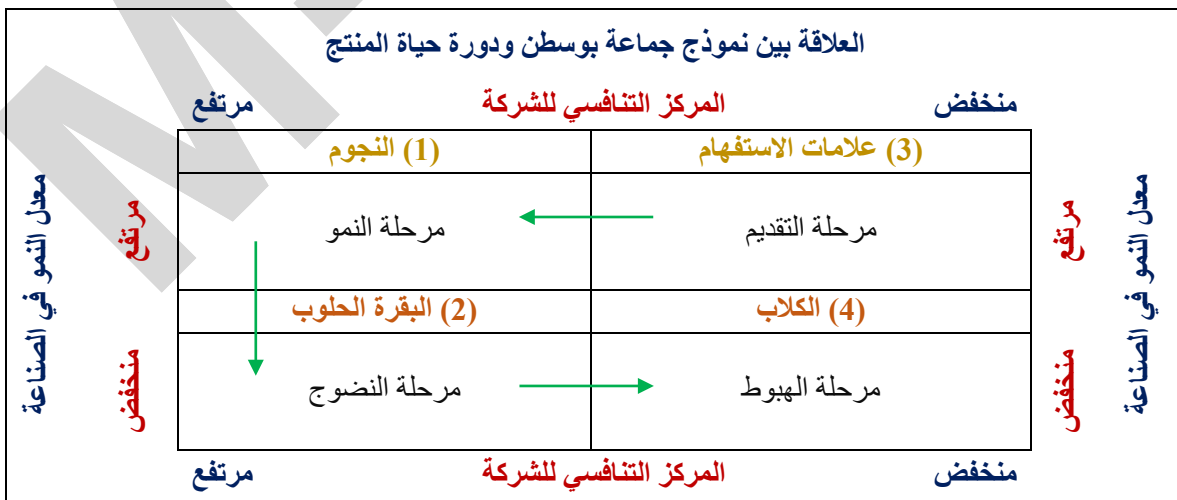 العلاقة بين نموذج جماعة بوسطن ودورة حياة المنتج
منخفض المركز التنافسي للشركة مرتفع
(3) علامات الاستفهام (1) النجوم
معدل النمو في الصناعة مرتفع مرحلة التقديم مرحلة النمو مرتفع معدل النمو في الصناعة
(4) الكلاب (2) البقرة الحلوب
منخفض مرحلة الهبوط مرحلة النضوج منخفض
منخفض المركز التنافسي للشركة مرتفع